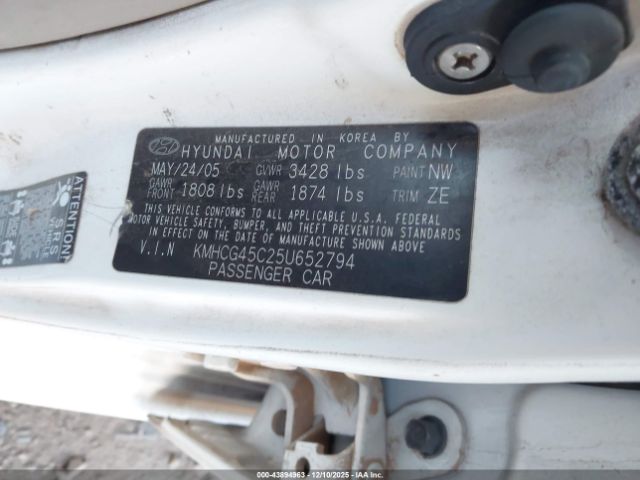 MANUFACTURED IN KOREA BY
HYUNDAI MOTOR COMPANY
MAY/24/05 GVWR 3428 lbs PAINT NW
GAWR FRONT 1808 lbs GAWR REAR 1874 lbs TRIM ZE
THIS VEHICLE CONFORMS TO ALL APPLICABLE U.S.A. FEDERAL
MOTOR VEHICLE SAFETY, BUMPER, AND THEFT PREVENTION STANDARDS
IN EFFECT ON THE DATE OF MANUFACTURE SHOWN ABOVE.
V.I.N KMHCG45C25U652794
PASSENGER CAR
ATTENTION!
000-43894963 - 12/10/2025 - COPYRIGHT IAA, LLC.